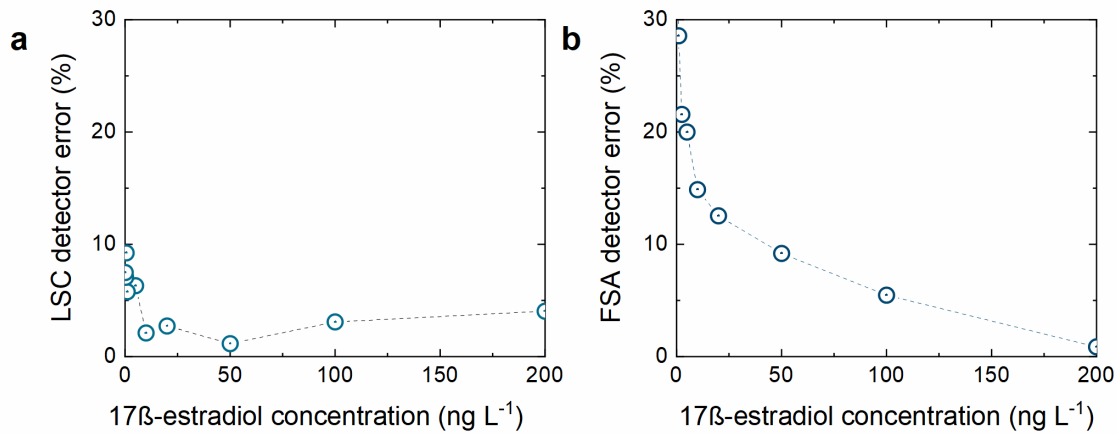 a
LSC detector error (%)
30
20
10
0
0 50 100 150 200
17ß-estradiol concentration (ng L⁻¹)
b
FSA detector error (%)
30
20
10
0
0 50 100 150 200
17ß-estradiol concentration (ng L⁻¹)